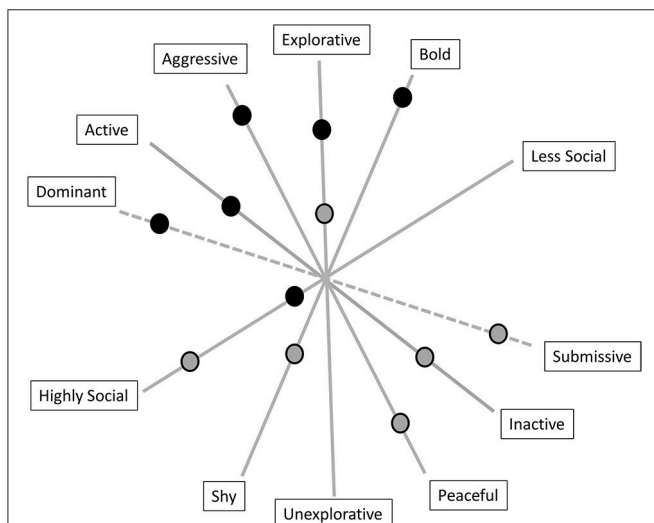 Explorative
Aggressive
Bold
Active
Less Social
Dominant
Submissive
Highly Social
Inactive
Shy
Peaceful
Unexplorative